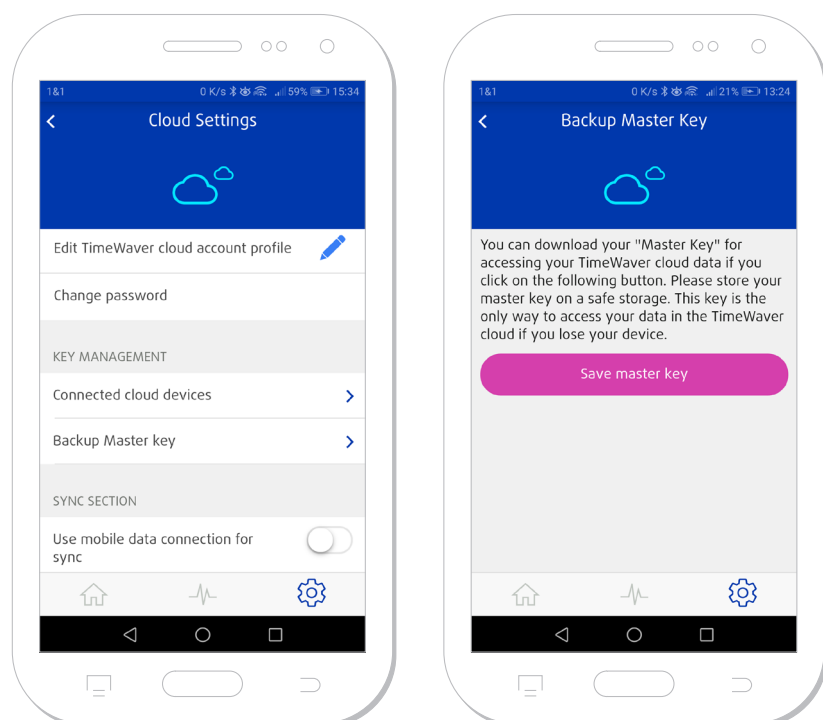 1&1 0 K/s 59% 15:34
Cloud Settings
Edit TimeWaver cloud account profile
Change password
KEY MANAGEMENT
Connected cloud devices
Backup Master key
SYNC SECTION
Use mobile data connection for
sync
1&1 0 K/s 21% 13:24
Backup Master Key
You can download your "Master Key" for
accessing your TimeWaver cloud data if you
click on the following button. Please store your
master key on a safe storage. This key is the
only way to access your data in the TimeWaver
cloud if you lose your device.
Save master key